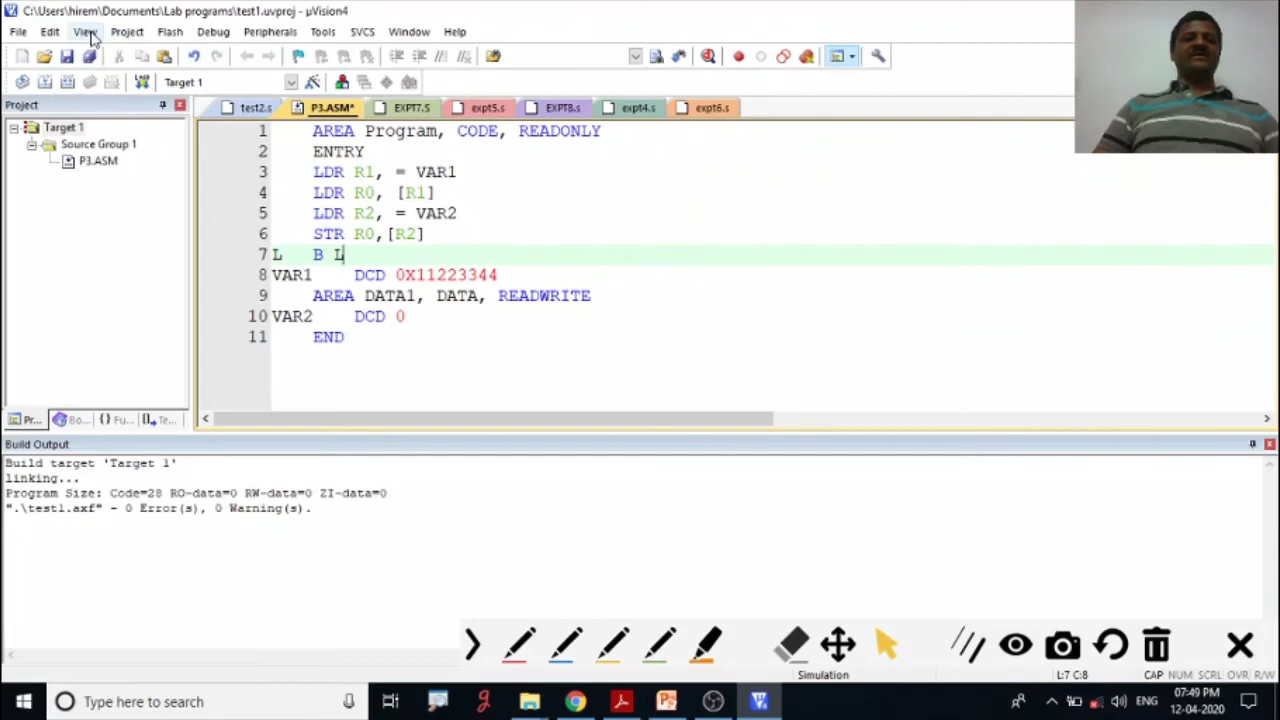 C:\Users\hirem\Documents\Lab programs\test1.uvproj - µVision4
File Edit View Project Flash Debug Peripherals Tools SVCS Window Help
Target 1
Project
test2.s P3.ASM* EXPT7.S expt5.s EXPT8.s expt4.s expt6.s
Target 1
Source Group 1
P3.ASM
1 AREA Program, CODE, READONLY
2 ENTRY
3 LDR R1, = VAR1
4 LDR R0, [R1]
5 LDR R2, = VAR2
6 STR R0,[R2]
7 L B L
8 VAR1 DCD 0X11223344
9 AREA DATA1, DATA, READWRITE
10 VAR2 DCD 0
11 END
Pr... Bo... {} Fu... Te...
Build Output
Build target 'Target 1'
linking...
Program Size: Code=28 RO-data=0 RW-data=0 ZI-data=0
".\test1.axf" - 0 Error(s), 0 Warning(s).
Simulation L:7 C:8 CAP NUM SCRL OVR R/W
Type here to search
ENG
07:49 PM
12-04-2020